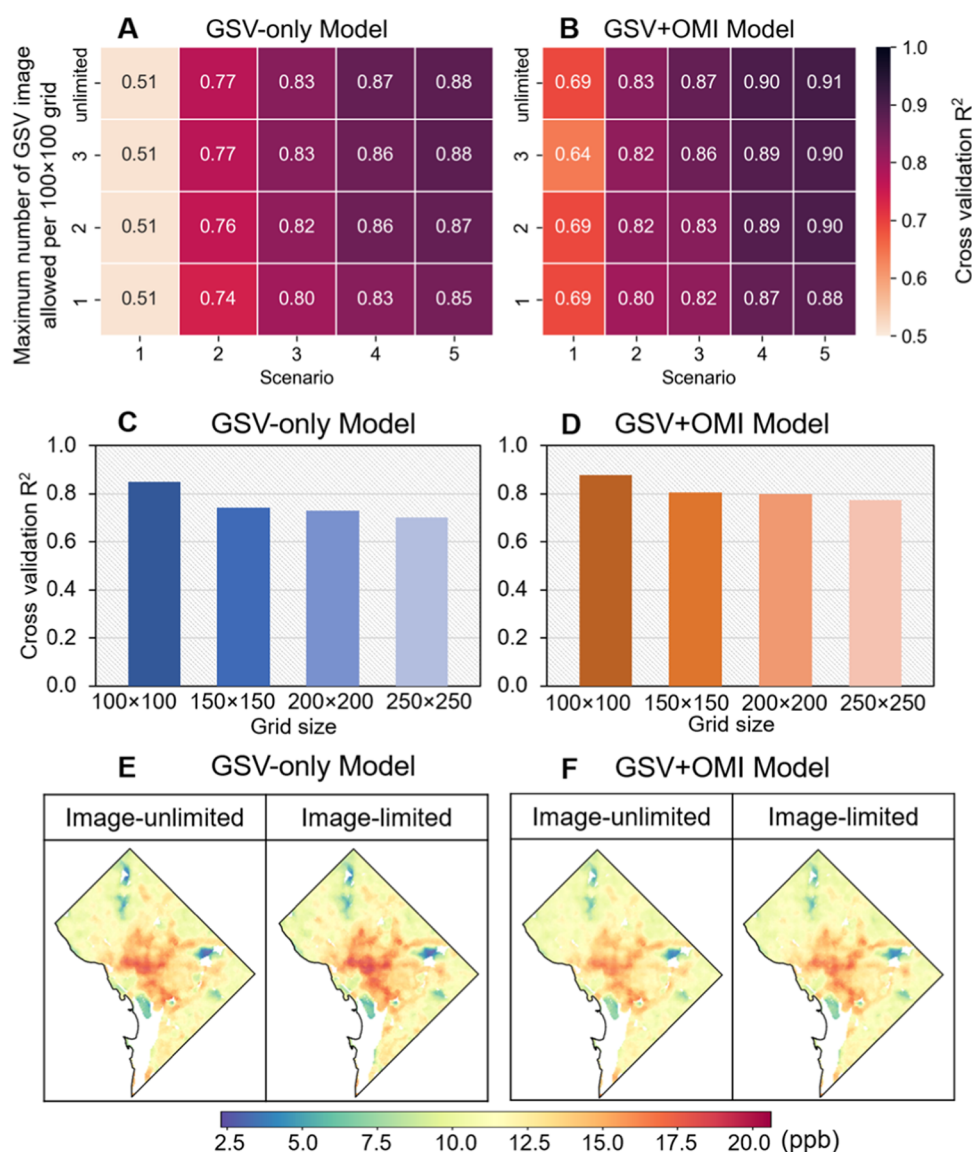 A GSV-only Model
B GSV+OMI Model
Maximum number of GSV image
allowed per 100×100 grid
unlimited
0.51 0.77 0.83 0.87 0.88
0.69 0.83 0.87 0.90 0.91
3
0.51 0.77 0.83 0.86 0.88
0.64 0.82 0.86 0.89 0.90
2
0.51 0.76 0.82 0.86 0.87
0.69 0.82 0.83 0.89 0.90
1
0.51 0.74 0.80 0.83 0.85
0.69 0.80 0.82 0.87 0.88
1 2 3 4 5
1 2 3 4 5
Scenario
Scenario
1.0
0.9
0.8
0.7
0.6
0.5
Cross validation R²
C GSV-only Model
D GSV+OMI Model
Cross validation R²
1.0
0.8
0.6
0.4
0.2
0.0
100×100 150×150 200×200 250×250
Grid size
1.0
0.8
0.6
0.4
0.2
0.0
100×100 150×150 200×200 250×250
Grid size
E GSV-only Model
F GSV+OMI Model
Image-unlimited Image-limited
Image-unlimited Image-limited
2.5 5.0 7.5 10.0 12.5 15.0 17.5 20.0 (ppb)